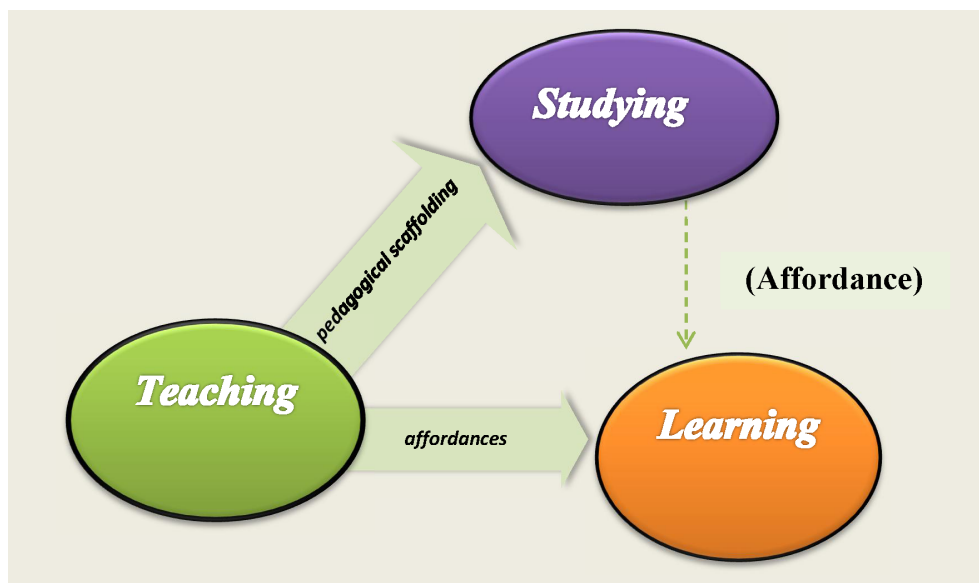 Studying
pedagogical scaffolding
(Affordance)
Teaching
affordances
Learning